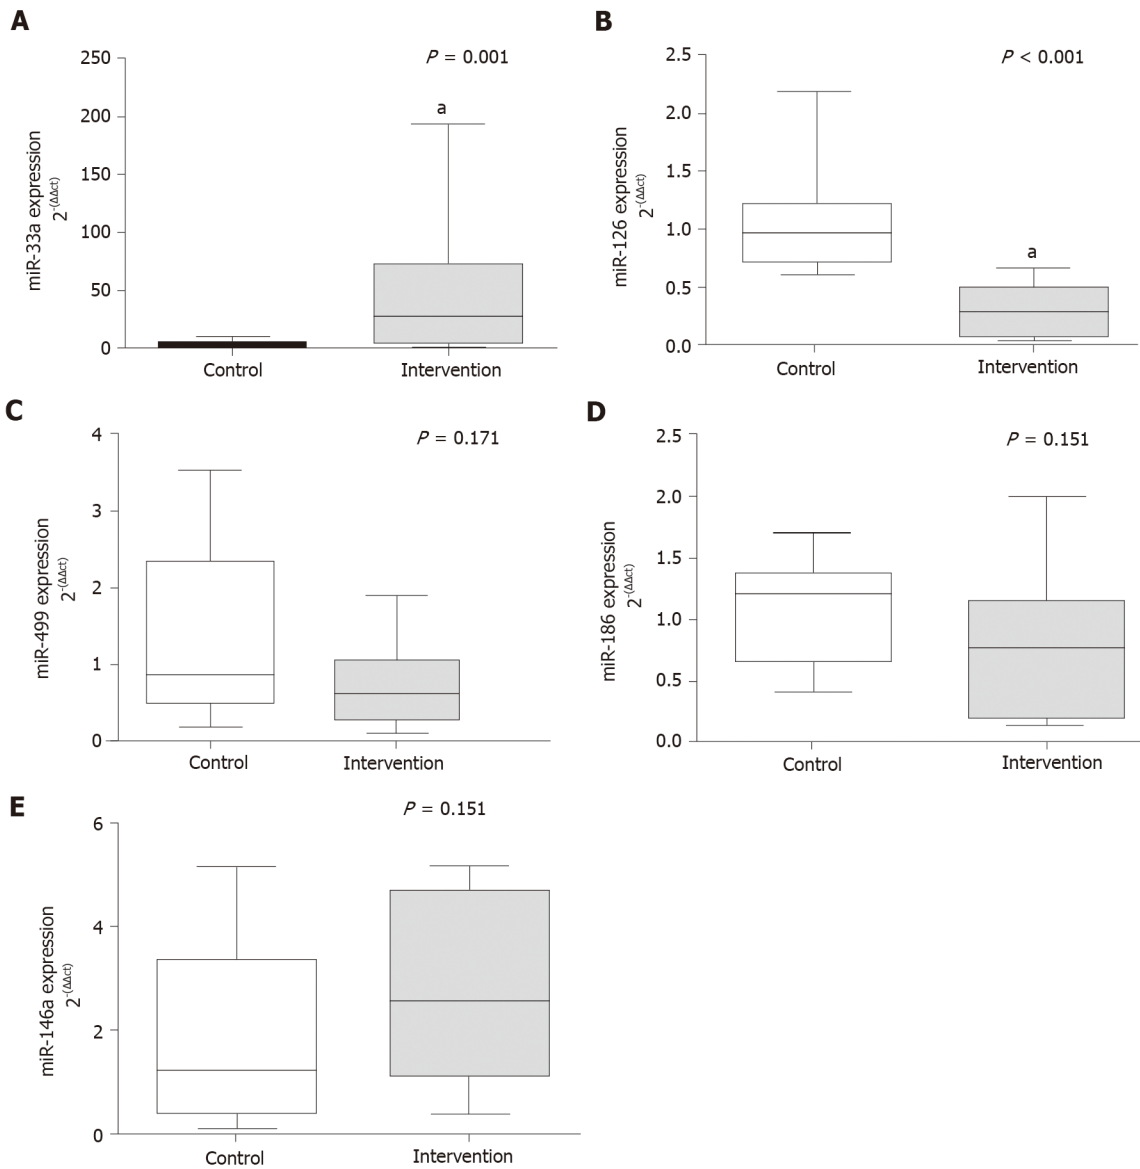 A
P = 0.001
a
miR-33a expression
2-(ΔΔct)
250
200
150
100
50
0
Control
Intervention
B
P < 0.001
a
miR-126 expression
2-(ΔΔct)
2.5
2.0
1.5
1.0
0.5
0.0
Control
Intervention
C
P = 0.171
miR-499 expression
2-(ΔΔct)
4
3
2
1
0
Control
Intervention
D
P = 0.151
miR-186 expression
2-(ΔΔct)
2.5
2.0
1.5
1.0
0.5
0.0
Control
Intervention
E
P = 0.151
miR-146a expression
2-(ΔΔct)
6
4
2
0
Control
Intervention